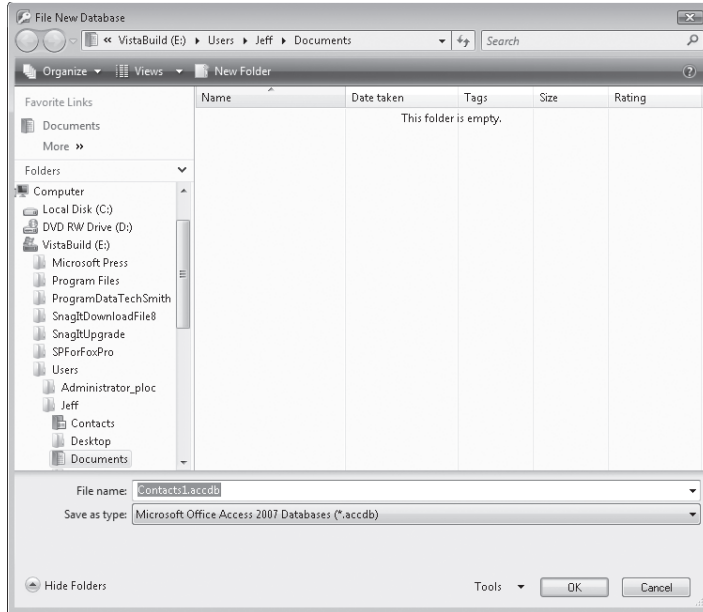 File New Database
« VistaBuild (E:) ▸ Users ▸ Jeff ▸ Documents
Search
Organize
Views
New Folder
Favorite Links
Documents
More »
Folders
Computer
Local Disk (C:)
DVD RW Drive (D:)
VistaBuild (E:)
Microsoft Press
Program Files
ProgramDataTechSmith
SnagItDownloadFile8
SnagItUpgrade
SPForFoxPro
Users
Administrator_ploc
Jeff
Contacts
Desktop
Documents
Name Date taken Tags Size Rating
This folder is empty.
File name: Contacts1.accdb
Save as type: Microsoft Office Access 2007 Databases (*.accdb)
Hide Folders
Tools
OK
Cancel